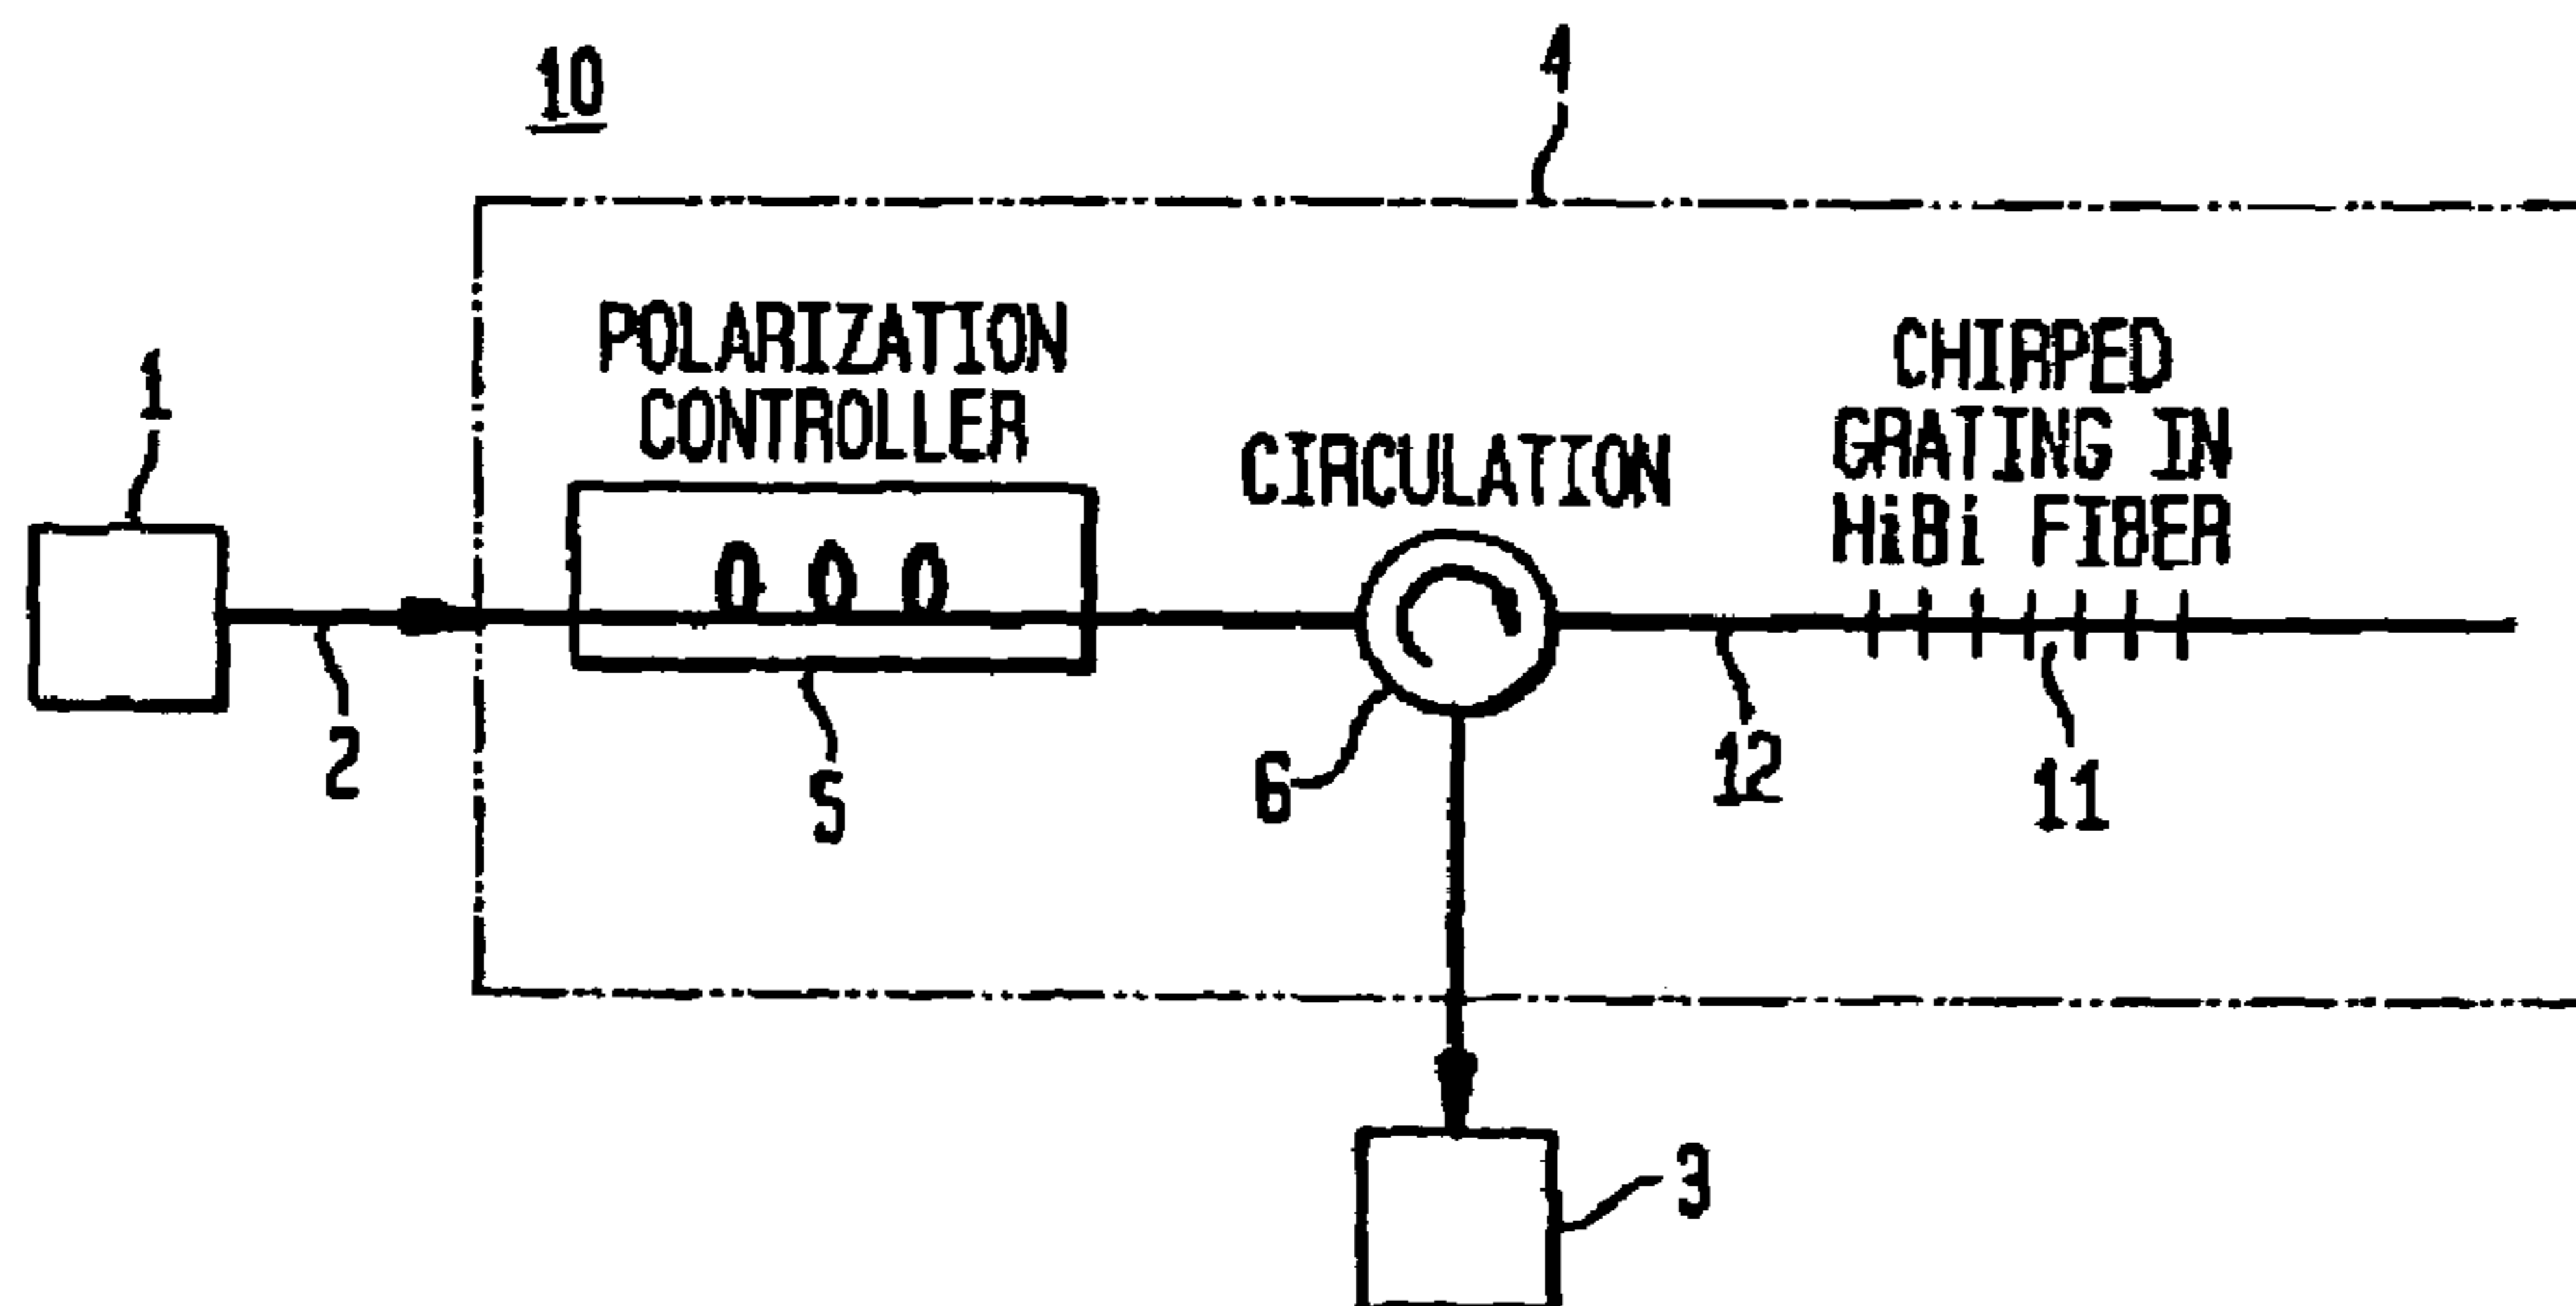 10
4
1
POLARIZATION
CONTROLLER
CIRCULATION
CHIRPED
GRATING IN
HiBi FIBER
2
5
6
12
11
3